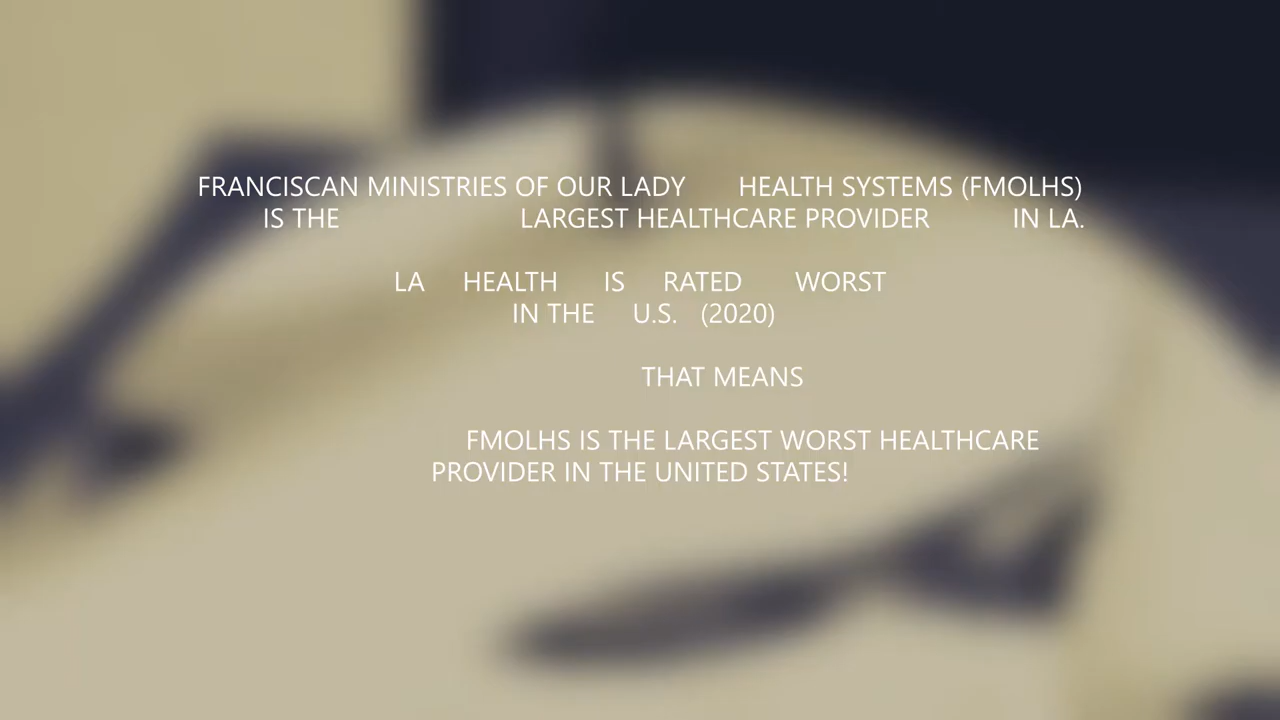 FRANCISCAN MINISTRIES OF OUR LADY HEALTH SYSTEMS (FMOLHS)
IS THE LARGEST HEALTHCARE PROVIDER IN LA.
LA HEALTH IS RATED WORST
IN THE U.S. (2020)
THAT MEANS
FMOLHS IS THE LARGEST WORST HEALTHCARE
PROVIDER IN THE UNITED STATES!